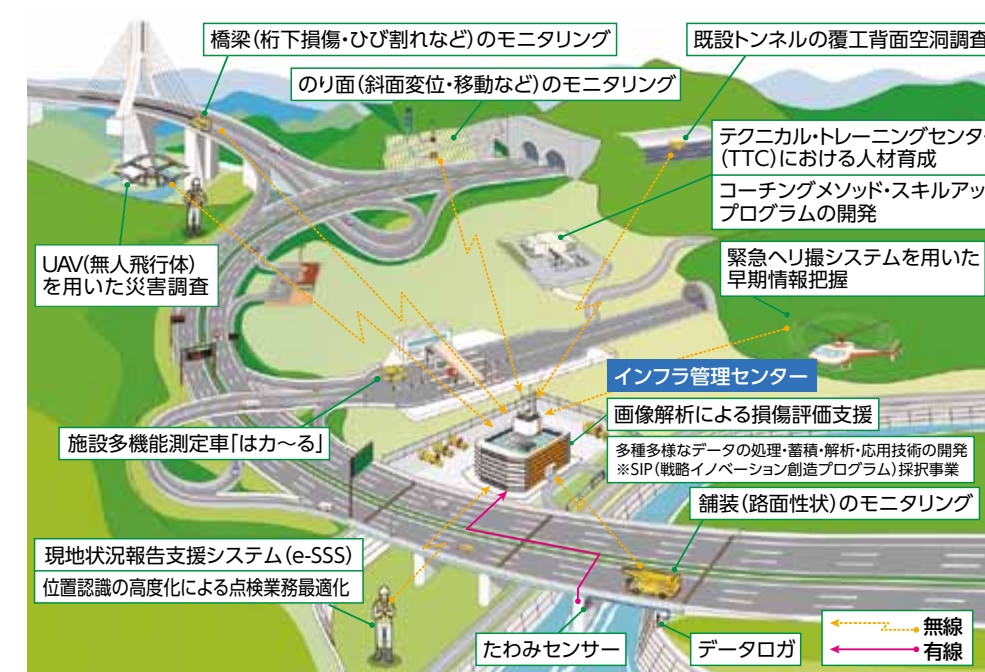 橋梁(桁下損傷・ひび割れなど)のモニタリング
既設トンネルの覆工背面空洞調査
のり面(斜面変位・移動など)のモニタリング
テクニカル・トレーニングセンター
(TTC)における人材育成
コーチングメソッド・スキルアップ
プログラムの開発
UAV(無人飛行体)
を用いた災害調査
緊急ヘリ撮システムを用いた
早期情報把握
インフラ管理センター
画像解析による損傷評価支援
多種多様なデータの処理・蓄積・解析・応用技術の開発
※SIP(戦略イノベーション創造プログラム)採択事業
施設多機能測定車「はカ〜る」
舗装(路面性状)のモニタリング
現地状況報告支援システム(e-SSS)
位置認識の高度化による点検業務最適化
たわみセンサー
データロガ
無線
有線